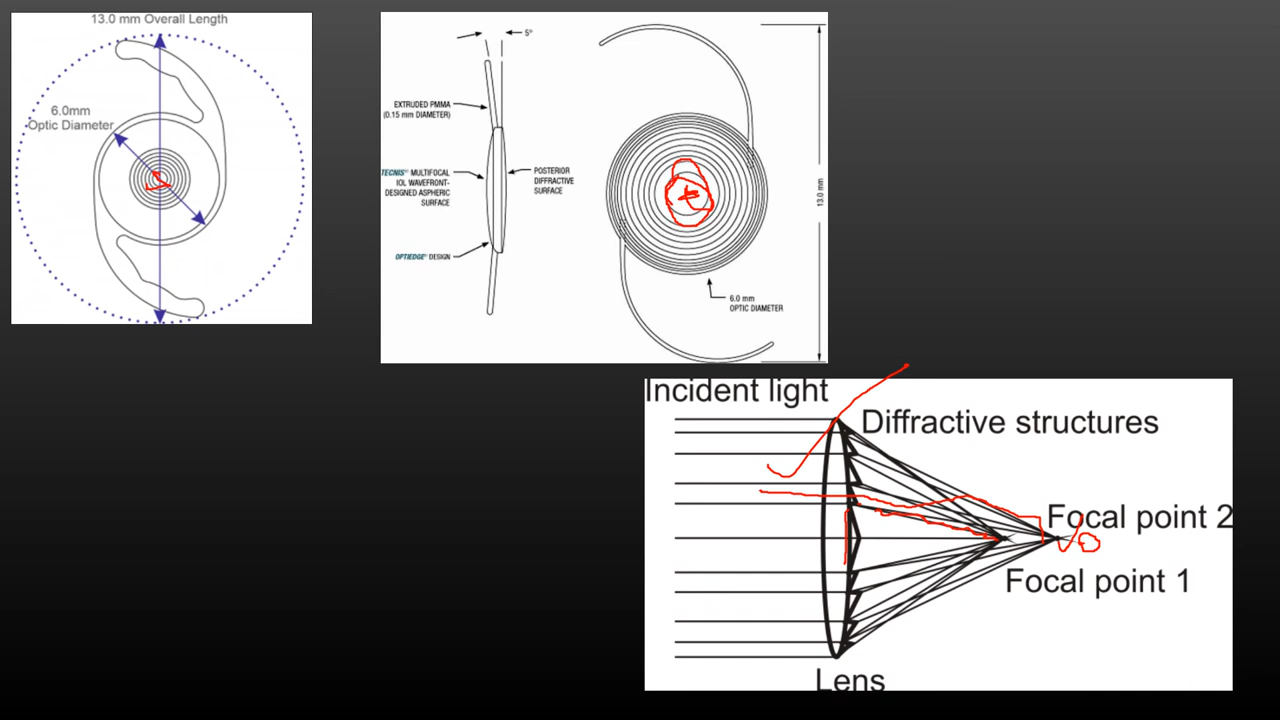 13.0 mm Overall Length
6.0mm
Optic Diameter
5°
EXTRUDED PMMA
(0.15 mm DIAMETER)
TECNIS® MULTIFOCAL
IOL WAVEFRONT-
DESIGNED ASPHERIC
SURFACE
POSTERIOR
DIFFRACTIVE
SURFACE
OPTIEDGE® DESIGN
6.0 mm
OPTIC DIAMETER
13.0 mm
Incident light
Diffractive structures
Focal point 2
Focal point 1
Lens